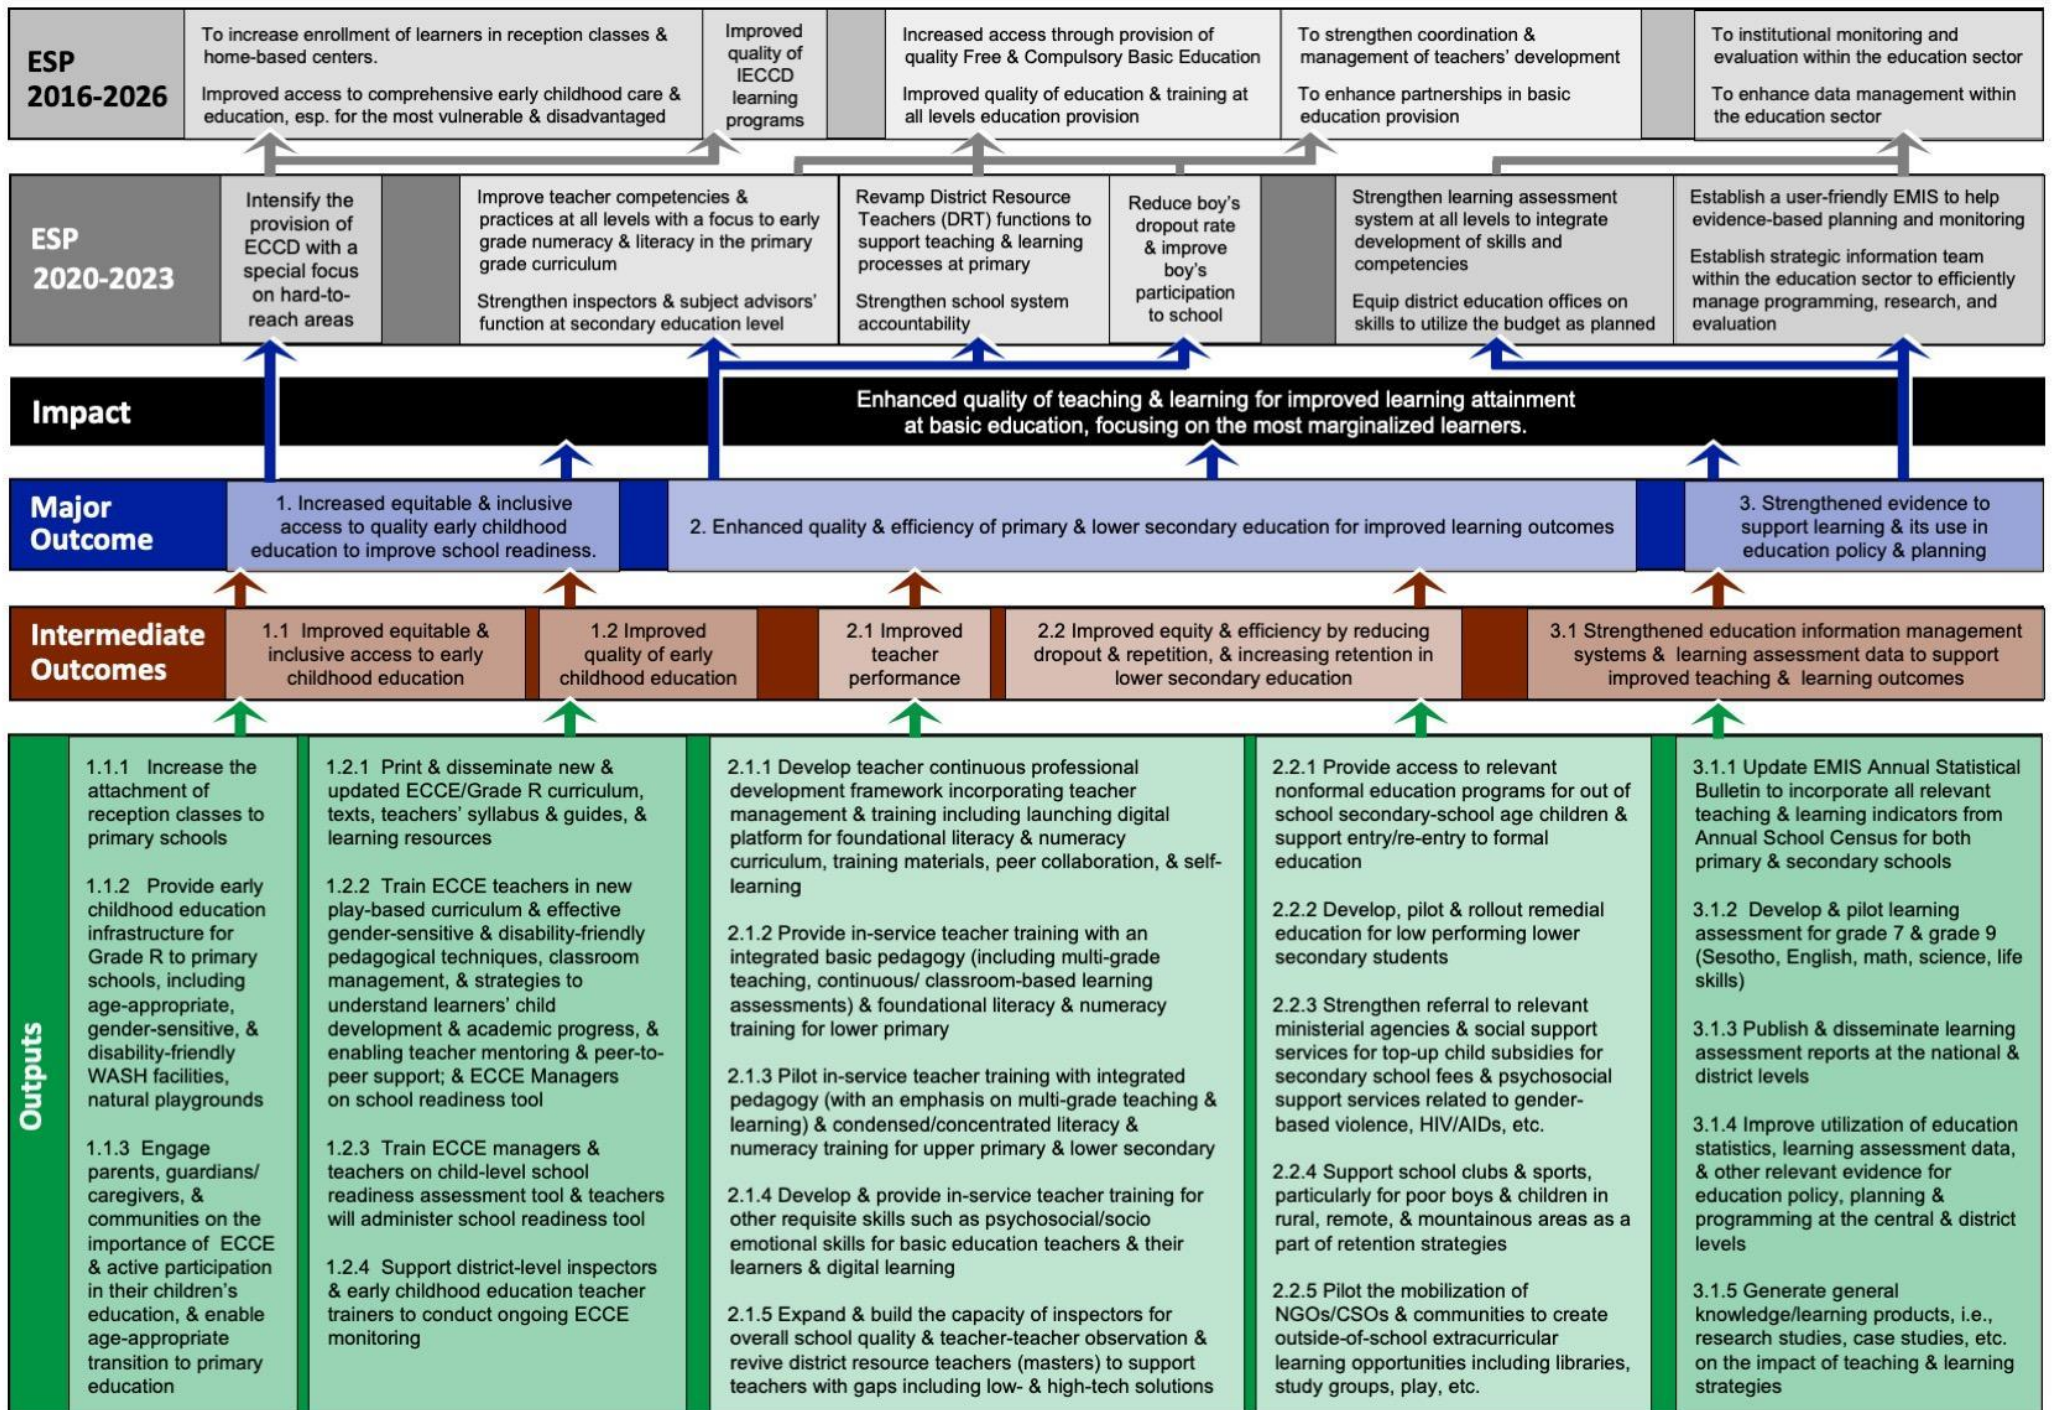 ESP
2016-2026
To increase enrollment of learners in reception classes &
home-based centers.
Improved access to comprehensive early childhood care &
education, esp. for the most vulnerable & disadvantaged
Improved
quality of
IECCD
learning
programs
Increased access through provision of
quality Free & Compulsory Basic Education
Improved quality of education & training at
all levels education provision
To strengthen coordination &
management of teachers' development
To enhance partnerships in basic
education provision
To institutional monitoring and
evaluation within the education sector
To enhance data management within
the education sector
ESP
2020-2023
Intensify the
provision of
ECCD with a
special focus
on hard-to-
reach areas
Improve teacher competencies &
practices at all levels with a focus to early
grade numeracy & literacy in the primary
grade curriculum
Strengthen inspectors & subject advisors'
function at secondary education level
Revamp District Resource
Teachers (DRT) functions to
support teaching & learning
processes at primary
Strengthen school system
accountability
Reduce boy's
dropout rate
& improve
boy's
participation
to school
Strengthen learning assessment
system at all levels to integrate
development of skills and
competencies
Equip district education offices on
skills to utilize the budget as planned
Establish a user-friendly EMIS to help
evidence-based planning and monitoring
Establish strategic information team
within the education sector to efficiently
manage programming, research, and
evaluation
Impact
Enhanced quality of teaching & learning for improved learning attainment
at basic education, focusing on the most marginalized learners.
Major
Outcome
1. Increased equitable & inclusive
access to quality early childhood
education to improve school readiness.
2. Enhanced quality & efficiency of primary & lower secondary education for improved learning outcomes
3. Strengthened evidence to
support learning & its use in
education policy & planning
Intermediate
Outcomes
1.1 Improved equitable &
inclusive access to early
childhood education
1.2 Improved
quality of early
childhood education
2.1 Improved
teacher
performance
2.2 Improved equity & efficiency by reducing
dropout & repetition, & increasing retention in
lower secondary education
3.1 Strengthened education information management
systems & learning assessment data to support
improved teaching & learning outcomes
Outputs
1.1.1 Increase the
attachment of
reception classes to
primary schools
1.1.2 Provide early
childhood education
infrastructure for
Grade R to primary
schools, including
age-appropriate,
gender-sensitive, &
disability-friendly
WASH facilities,
natural playgrounds
1.1.3 Engage
parents, guardians/
caregivers, &
communities on the
importance of ECCE
& active participation
in their children's
education, & enable
age-appropriate
transition to primary
education
1.2.1 Print & disseminate new &
updated ECCE/Grade R curriculum,
texts, teachers' syllabus & guides, &
learning resources
1.2.2 Train ECCE teachers in new
play-based curriculum & effective
gender-sensitive & disability-friendly
pedagogical techniques, classroom
management, & strategies to
understand learners' child
development & academic progress, &
enabling teacher mentoring & peer-to-
peer support; & ECCE Managers
on school readiness tool
1.2.3 Train ECCE managers &
teachers on child-level school
readiness assessment tool & teachers
will administer school readiness tool
1.2.4 Support district-level inspectors
& early childhood education teacher
trainers to conduct ongoing ECCE
monitoring
2.1.1 Develop teacher continuous professional
development framework incorporating teacher
management & training including launching digital
platform for foundational literacy & numeracy
curriculum, training materials, peer collaboration, & self-
learning
2.1.2 Provide in-service teacher training with an
integrated basic pedagogy (including multi-grade
teaching, continuous/ classroom-based learning
assessments) & foundational literacy & numeracy
training for lower primary
2.1.3 Pilot in-service teacher training with integrated
pedagogy (with an emphasis on multi-grade teaching &
learning) & condensed/concentrated literacy &
numeracy training for upper primary & lower secondary
2.1.4 Develop & provide in-service teacher training for
other requisite skills such as psychosocial/socio
emotional skills for basic education teachers & their
learners & digital learning
2.1.5 Expand & build the capacity of inspectors for
overall school quality & teacher-teacher observation &
revive district resource teachers (masters) to support
teachers with gaps including low- & high-tech solutions
2.2.1 Provide access to relevant
nonformal education programs for out of
school secondary-school age children &
support entry/re-entry to formal
education
2.2.2 Develop, pilot & rollout remedial
education for low performing lower
secondary students
2.2.3 Strengthen referral to relevant
ministerial agencies & social support
services for top-up child subsidies for
secondary school fees & psychosocial
support services related to gender-
based violence, HIV/AIDs, etc.
2.2.4 Support school clubs & sports,
particularly for poor boys & children in
rural, remote, & mountainous areas as a
part of retention strategies
2.2.5 Pilot the mobilization of
NGOs/CSOs & communities to create
outside-of-school extracurricular
learning opportunities including libraries,
study groups, play, etc.
3.1.1 Update EMIS Annual Statistical
Bulletin to incorporate all relevant
teaching & learning indicators from
Annual School Census for both
primary & secondary schools
3.1.2 Develop & pilot learning
assessment for grade 7 & grade 9
(Sesotho, English, math, science, life
skills)
3.1.3 Publish & disseminate learning
assessment reports at the national &
district levels
3.1.4 Improve utilization of education
statistics, learning assessment data,
& other relevant evidence for
education policy, planning &
programming at the central & district
levels
3.1.5 Generate general
knowledge/learning products, i.e.,
research studies, case studies, etc.
on the impact of teaching & learning
strategies